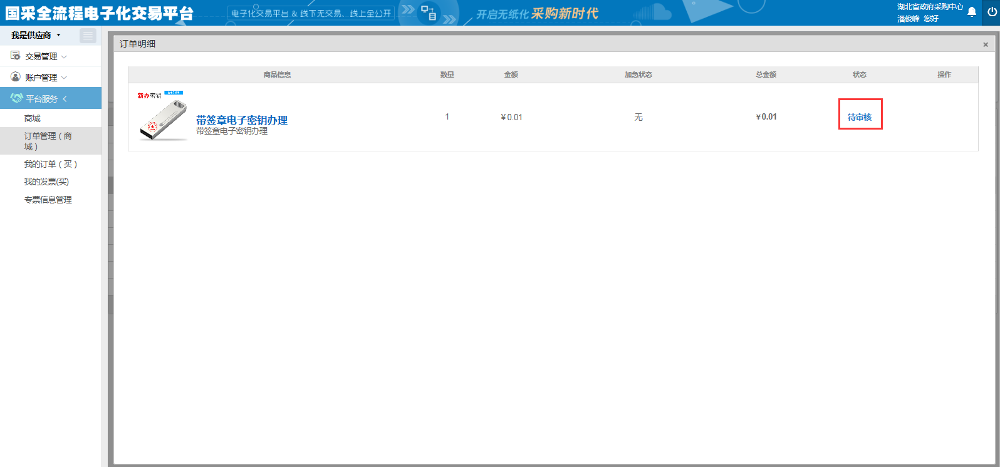 国采全流程电子化交易平台
电子化交易平台 & 线下无交易、线上全公开
开启无纸化 采购新时代
湖北省政府采购中心
潘俊峰 您好
我是供应商
交易管理
账户管理
平台服务
商城
订单管理（商
城）
我的订单（买）
我的发票(买)
专票信息管理
订单明细 ×
商品信息 数量 金额 加急状态 总金额 状态 操作
新办密钥
带签章电子密钥办理 1 ¥0.01 无 ¥0.01 待审核
带签章电子密钥办理